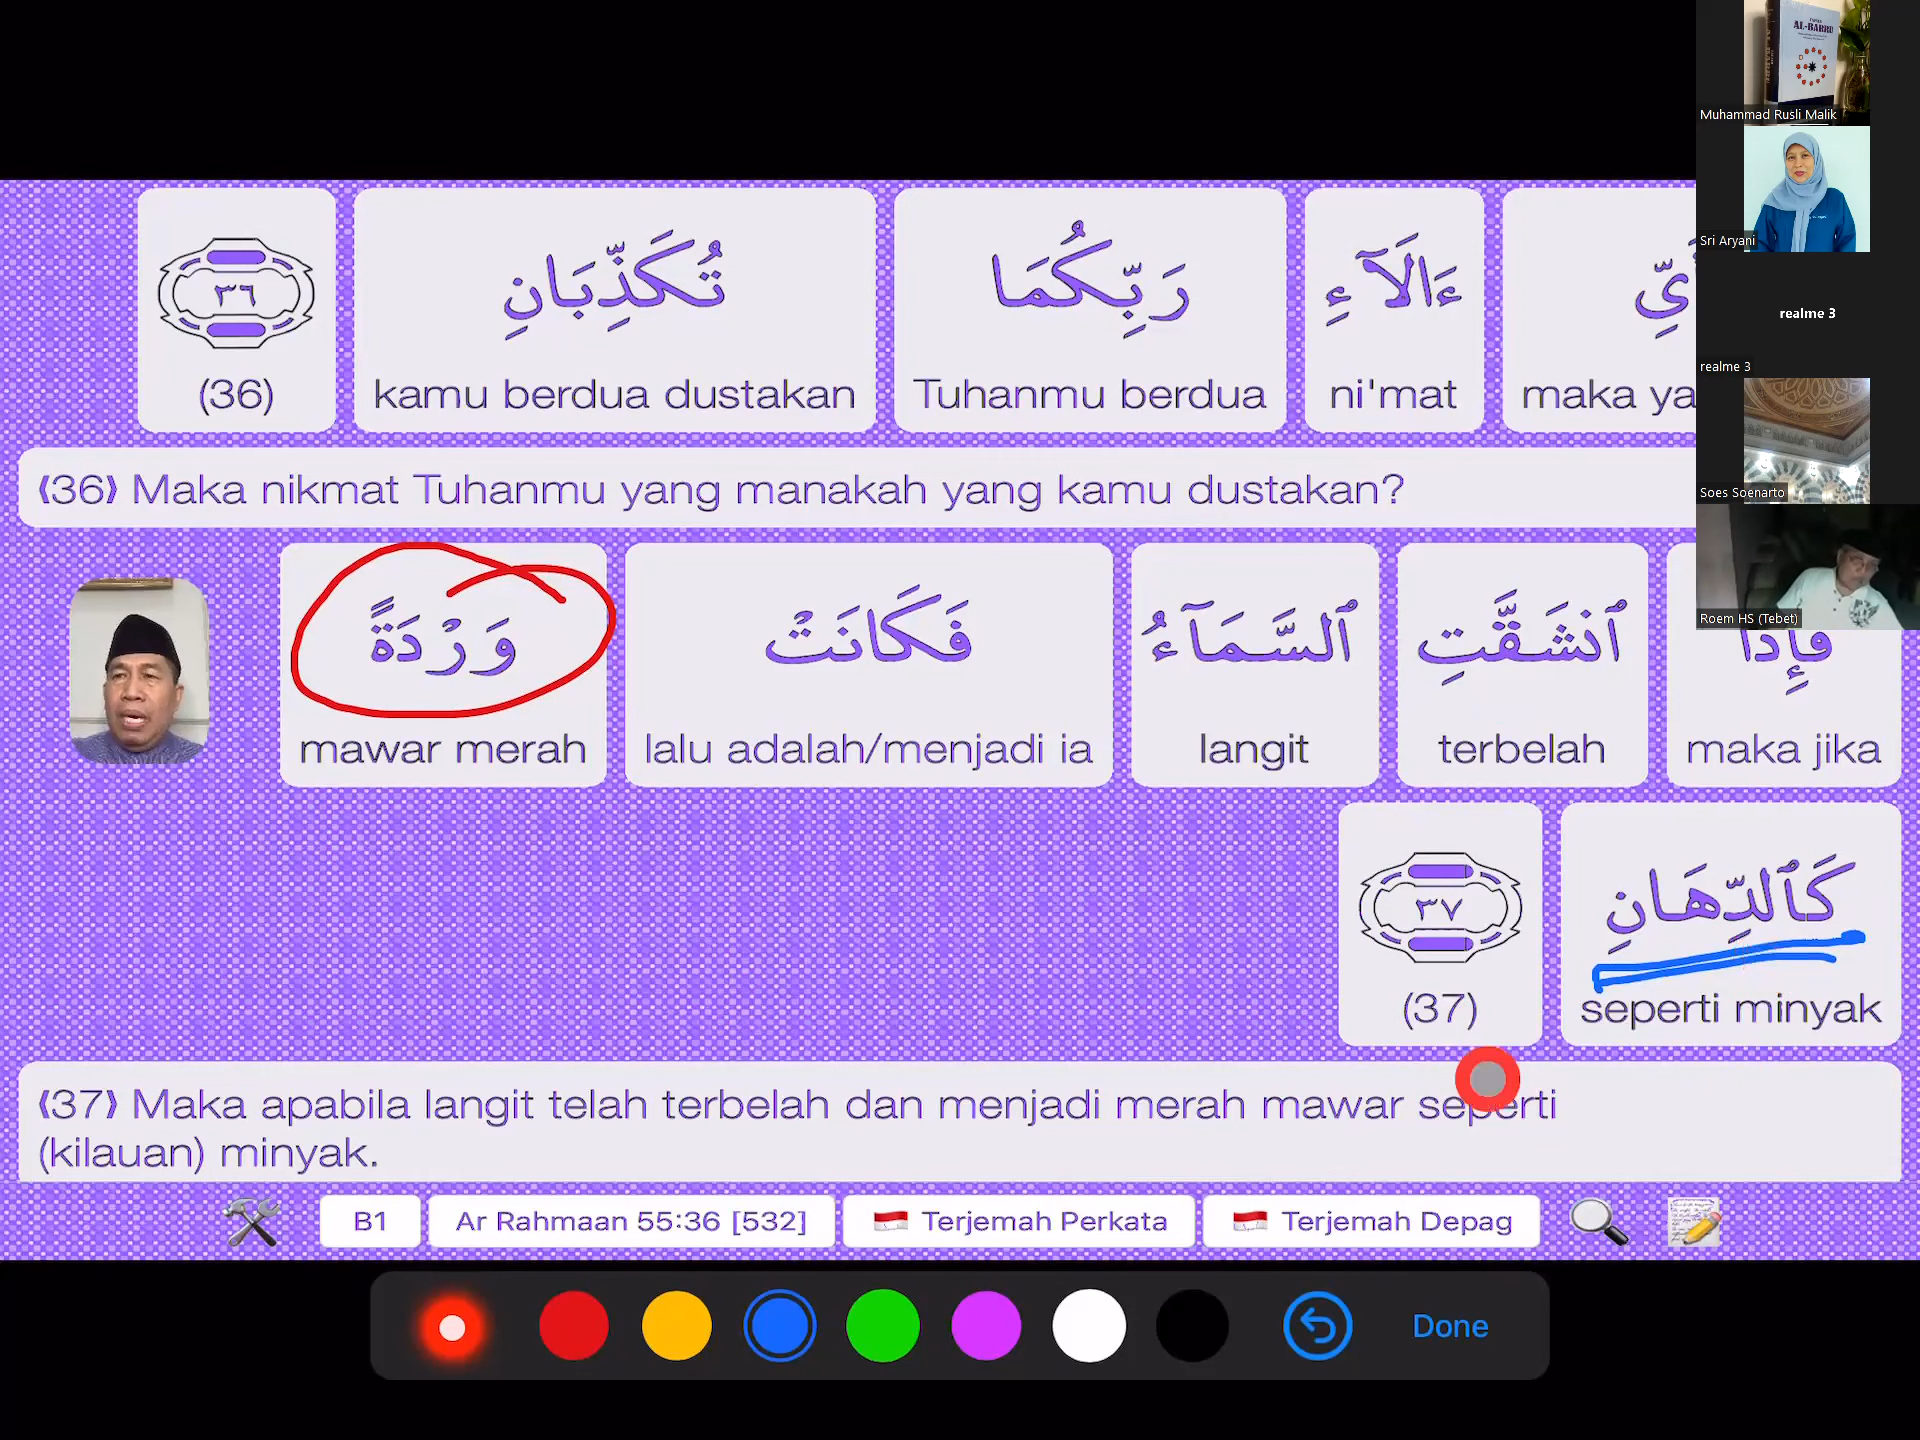 فَبِأَيِّ ءَالَآءِ رَبِّكُمَا تُكَذِّبَانِ ٣٦
maka ya ni'mat Tuhanmu berdua kamu berdua dustakan (36)
⟪36⟫ Maka nikmat Tuhanmu yang manakah yang kamu dustakan?
فَإِذَا ٱنشَقَّتِ ٱلسَّمَآءُ فَكَانَتْ وَرْدَةً
maka jika terbelah langit lalu adalah/menjadi ia mawar merah
كَٱلدِّهَانِ ٣٧
seperti minyak (37)
⟪37⟫ Maka apabila langit telah terbelah dan menjadi merah mawar seperti
(kilauan) minyak.
B1 Ar Rahmaan 55:36 [532] Terjemah Perkata Terjemah Depag
Done
AL-BARRU
Muhammad Rusli Malik
Sri Aryani
realme 3
realme 3
Soes Soenarto
Roem HS (Tebet)